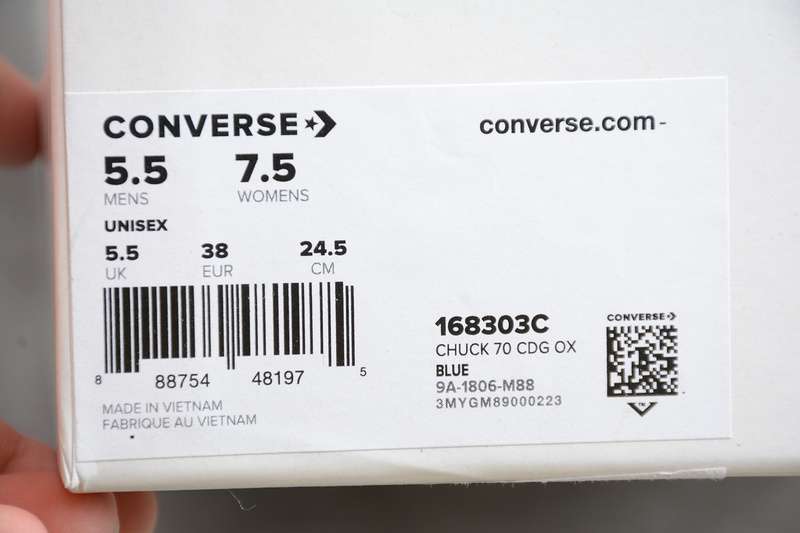 CONVERSE
converse.com-
5.5 7.5
MENS WOMENS
UNISEX
5.5 38 24.5
UK EUR CM
8 88754 48197 5
MADE IN VIETNAM
FABRIQUE AU VIETNAM
168303C
CHUCK 70 CDG OX
BLUE
9A-1806-M88
3MYGM89000223
CONVERSE
TM